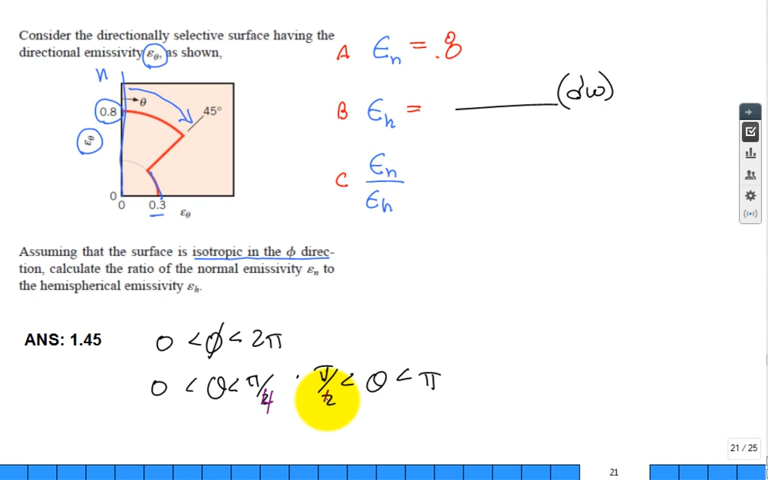 Consider the directionally selective surface having the
directional emissivity εθ, as shown,
A ϵn = .8
n
θ
45°
0.8
εθ
B ϵh = ______ (dω)
0
0
0.3
εθ
C ϵn
ϵh
Assuming that the surface is isotropic in the ϕ direc-
tion, calculate the ratio of the normal emissivity εn to
the hemispherical emissivity εh.
ANS: 1.45
0 < ϕ < 2π
0 < θ < π/4 . π/2 < θ < π
21 / 25
21